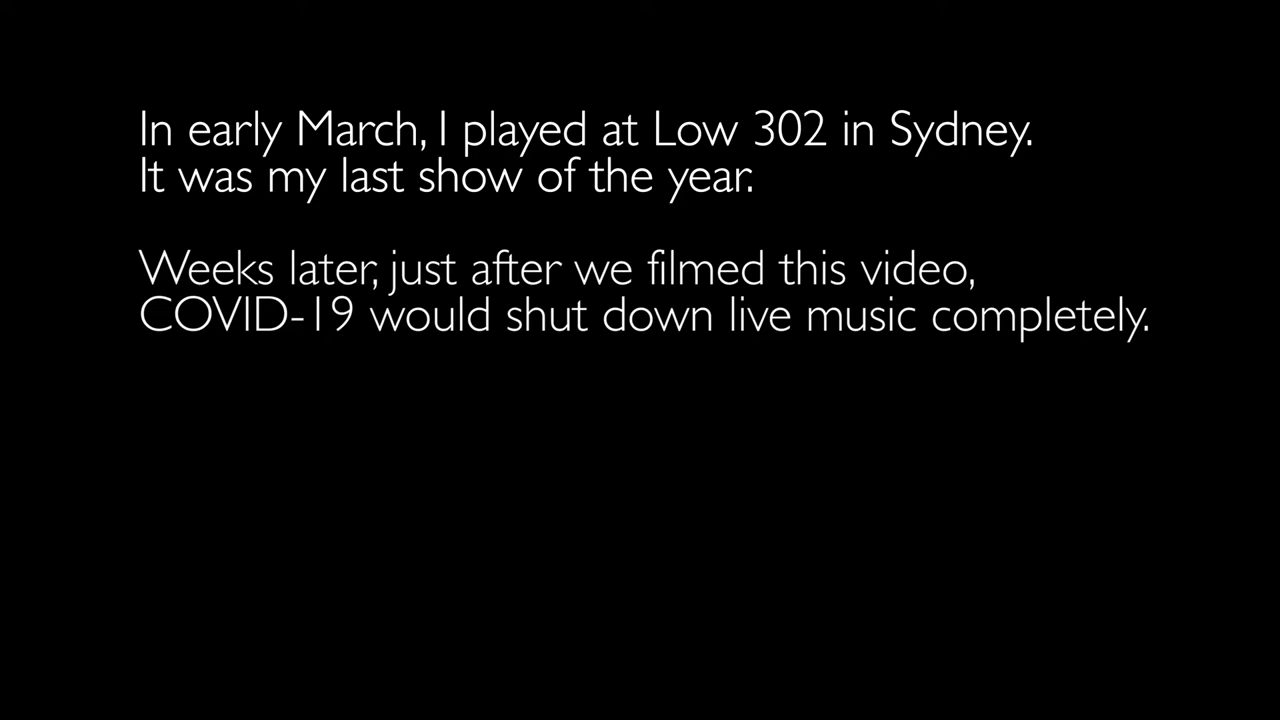 In early March, I played at Low 302 in Sydney.
It was my last show of the year.
Weeks later, just after we filmed this video,
COVID-19 would shut down live music completely.